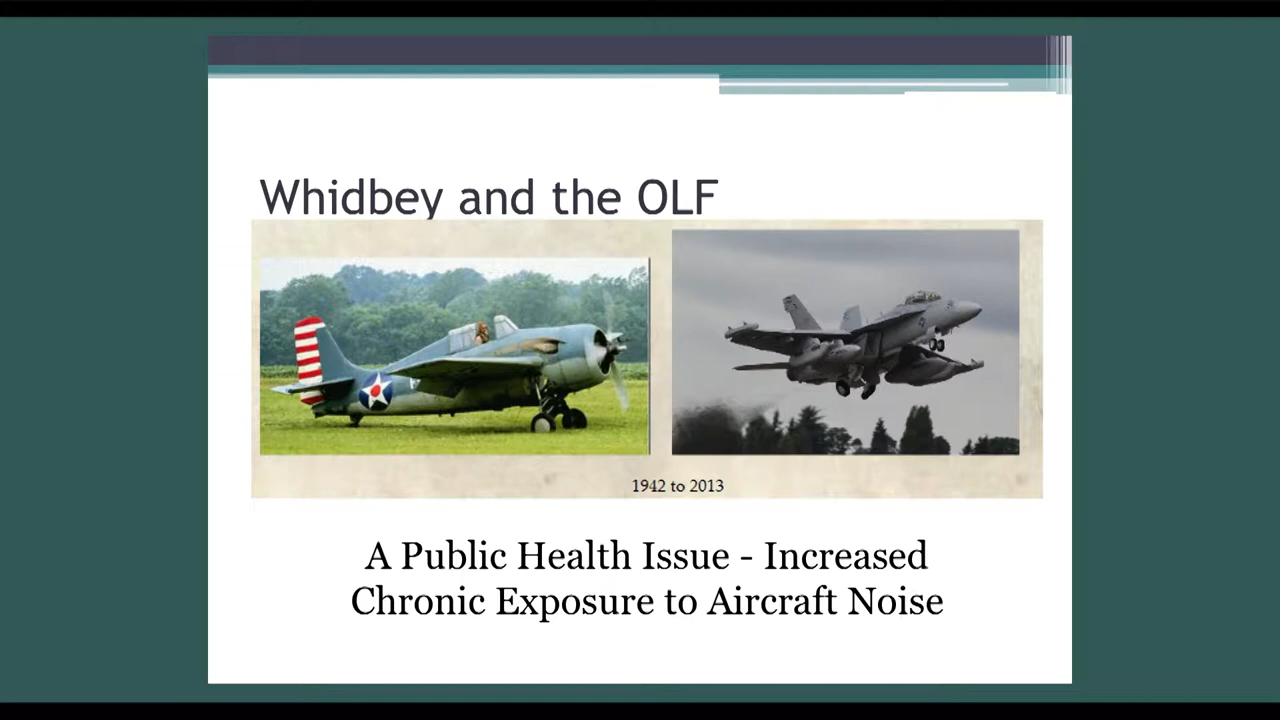 Whidbey and the OLF
1942 to 2013
A Public Health Issue - Increased
Chronic Exposure to Aircraft Noise